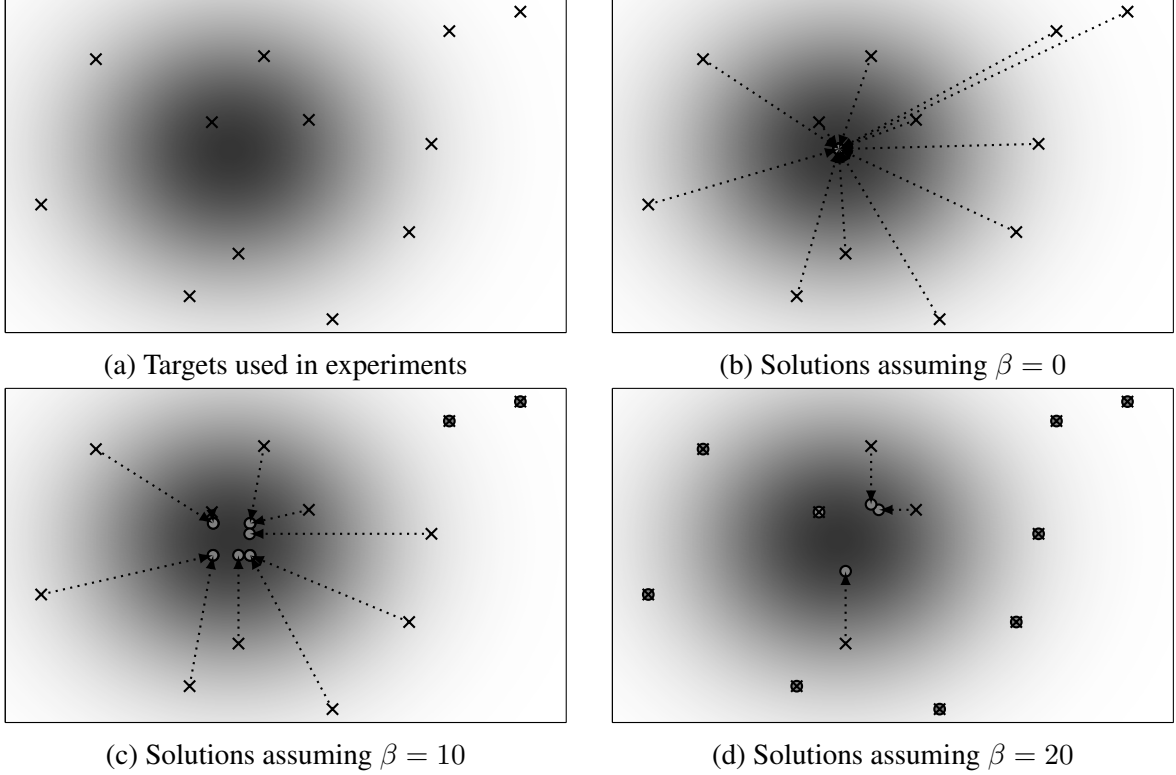 (a) Targets used in experiments
(b) Solutions assuming β = 0
(c) Solutions assuming β = 10
(d) Solutions assuming β = 20